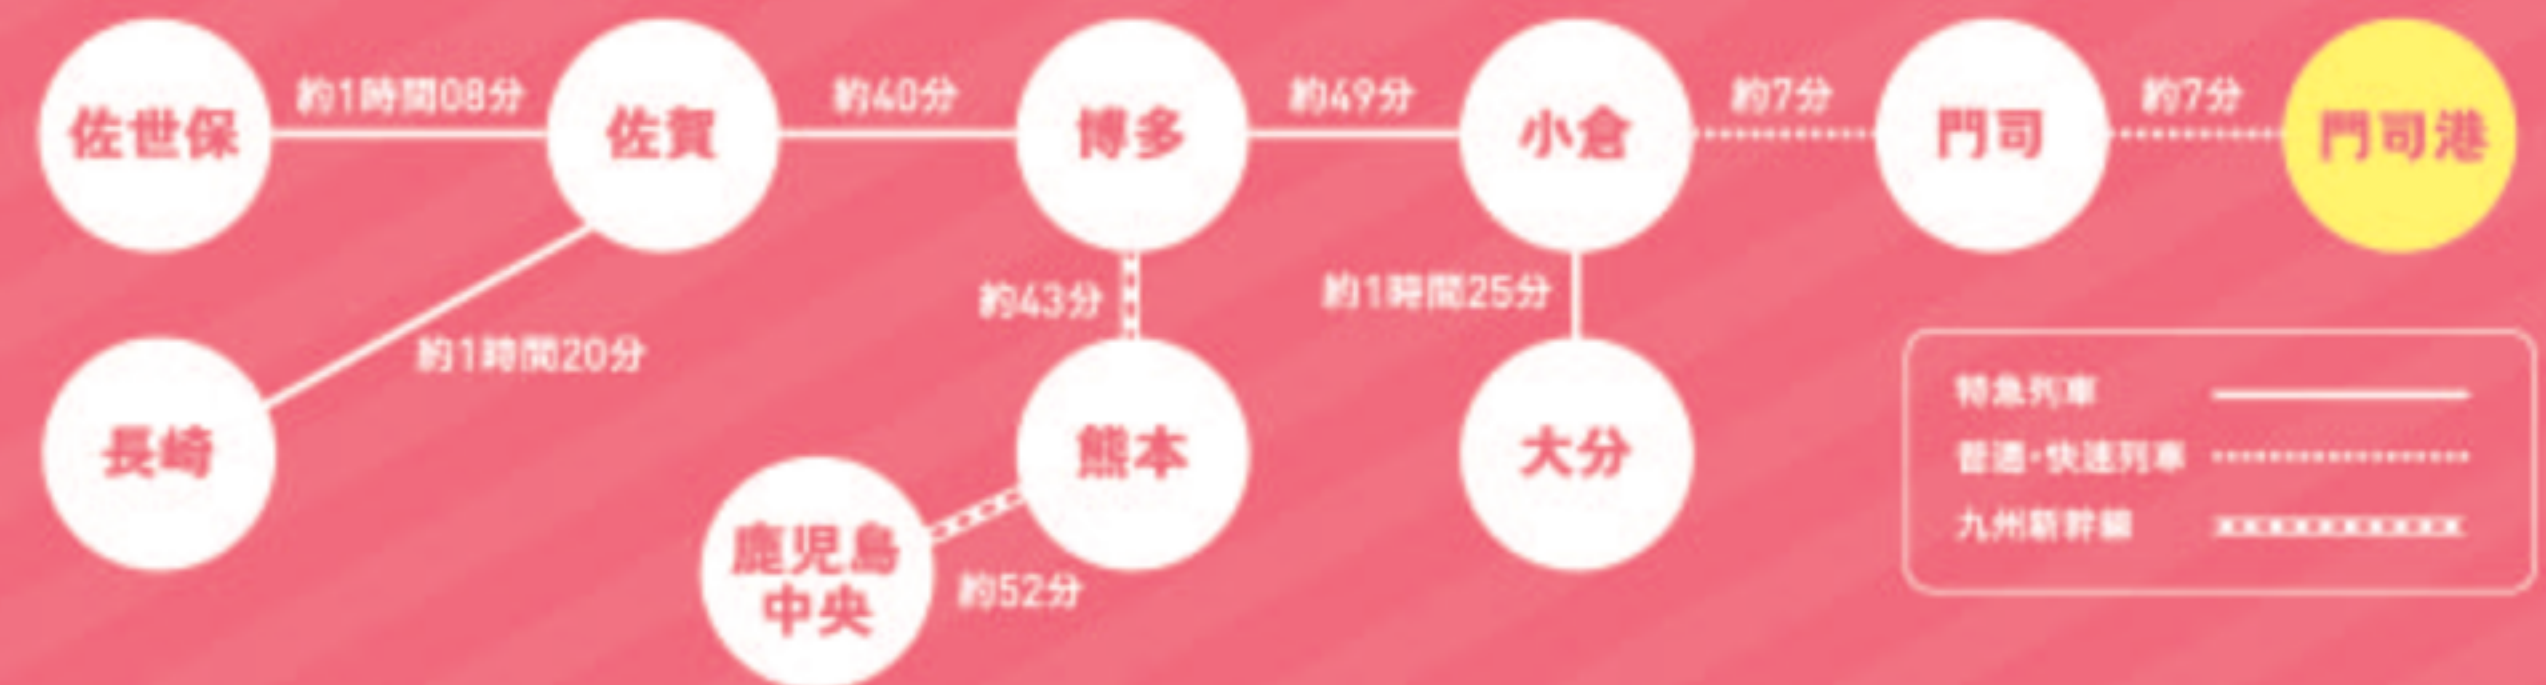 佐世保
約1時間08分
佐賀
約40分
博多
約49分
小倉
約7分
門司
約7分
門司港
約1時間20分
長崎
約43分
熊本
約52分
鹿児島
中央
約1時間25分
大分
特急列車
普通・快速列車
九州新幹線